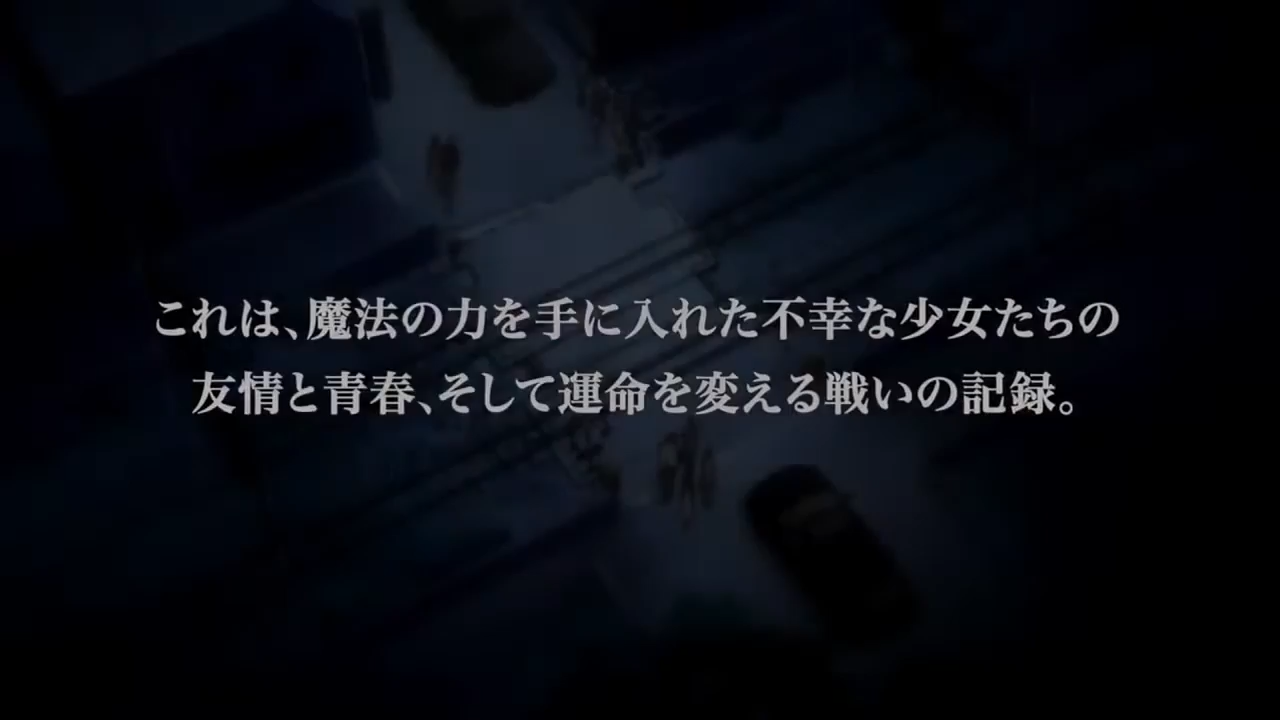 これは、魔法の力を手に入れた不幸な少女たちの
友情と青春、そして運命を変える戦いの記録。